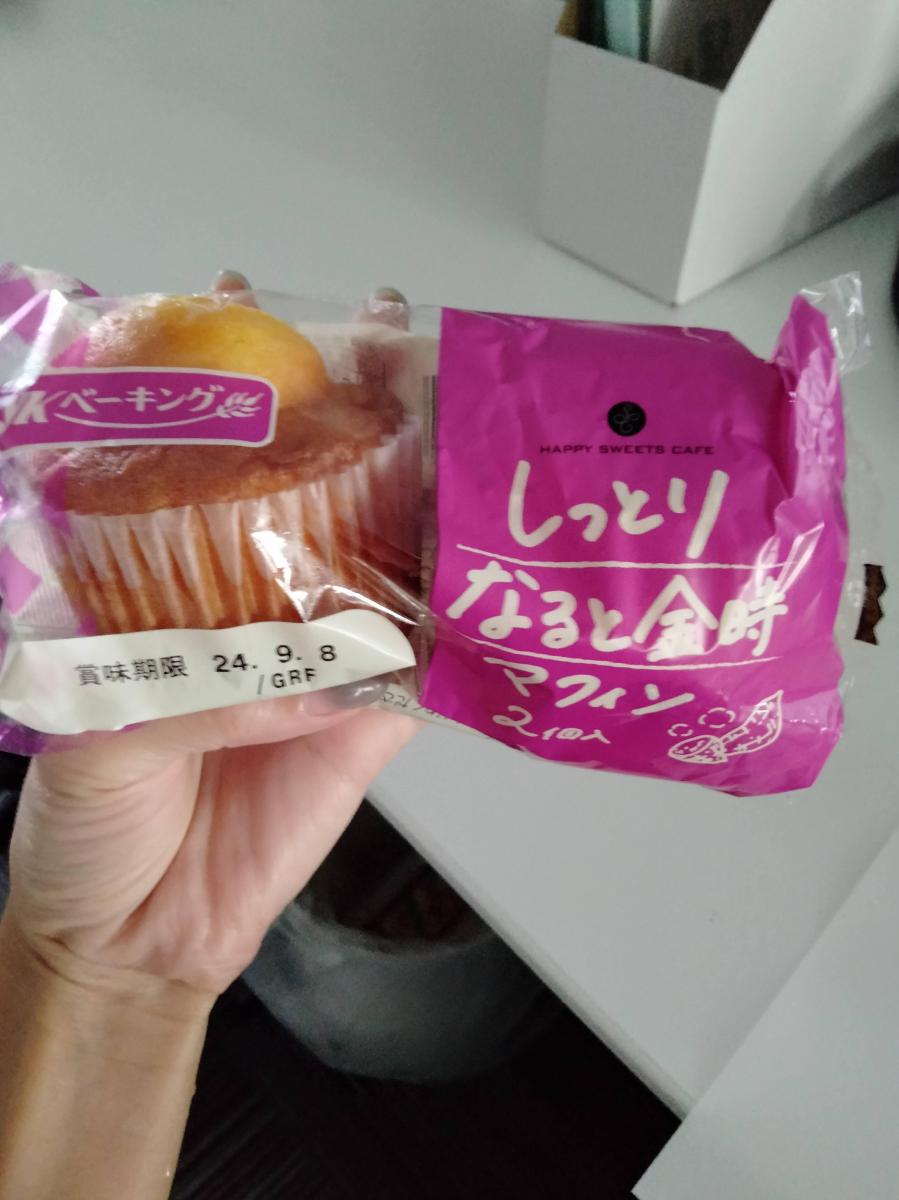 Kベーキング
賞味期限 24. 9. 8
/GRF
HAPPY SWEETS CAFE
しっとり
なると金時
マフィン
2個入